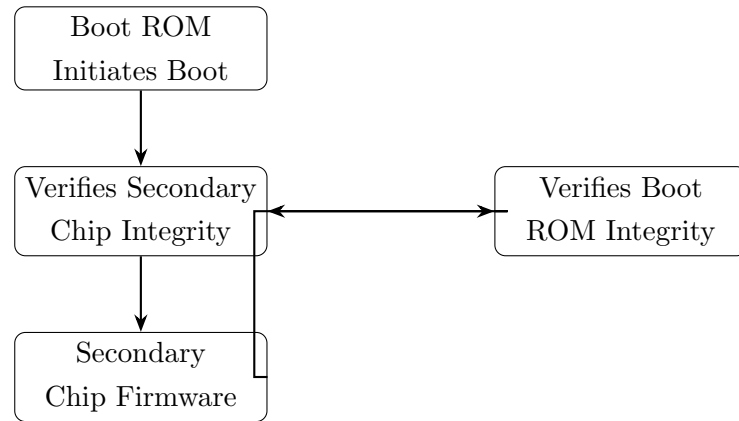 Boot ROM
Initiates Boot
Verifies Secondary
Chip Integrity
Verifies Boot
ROM Integrity
Secondary
Chip Firmware